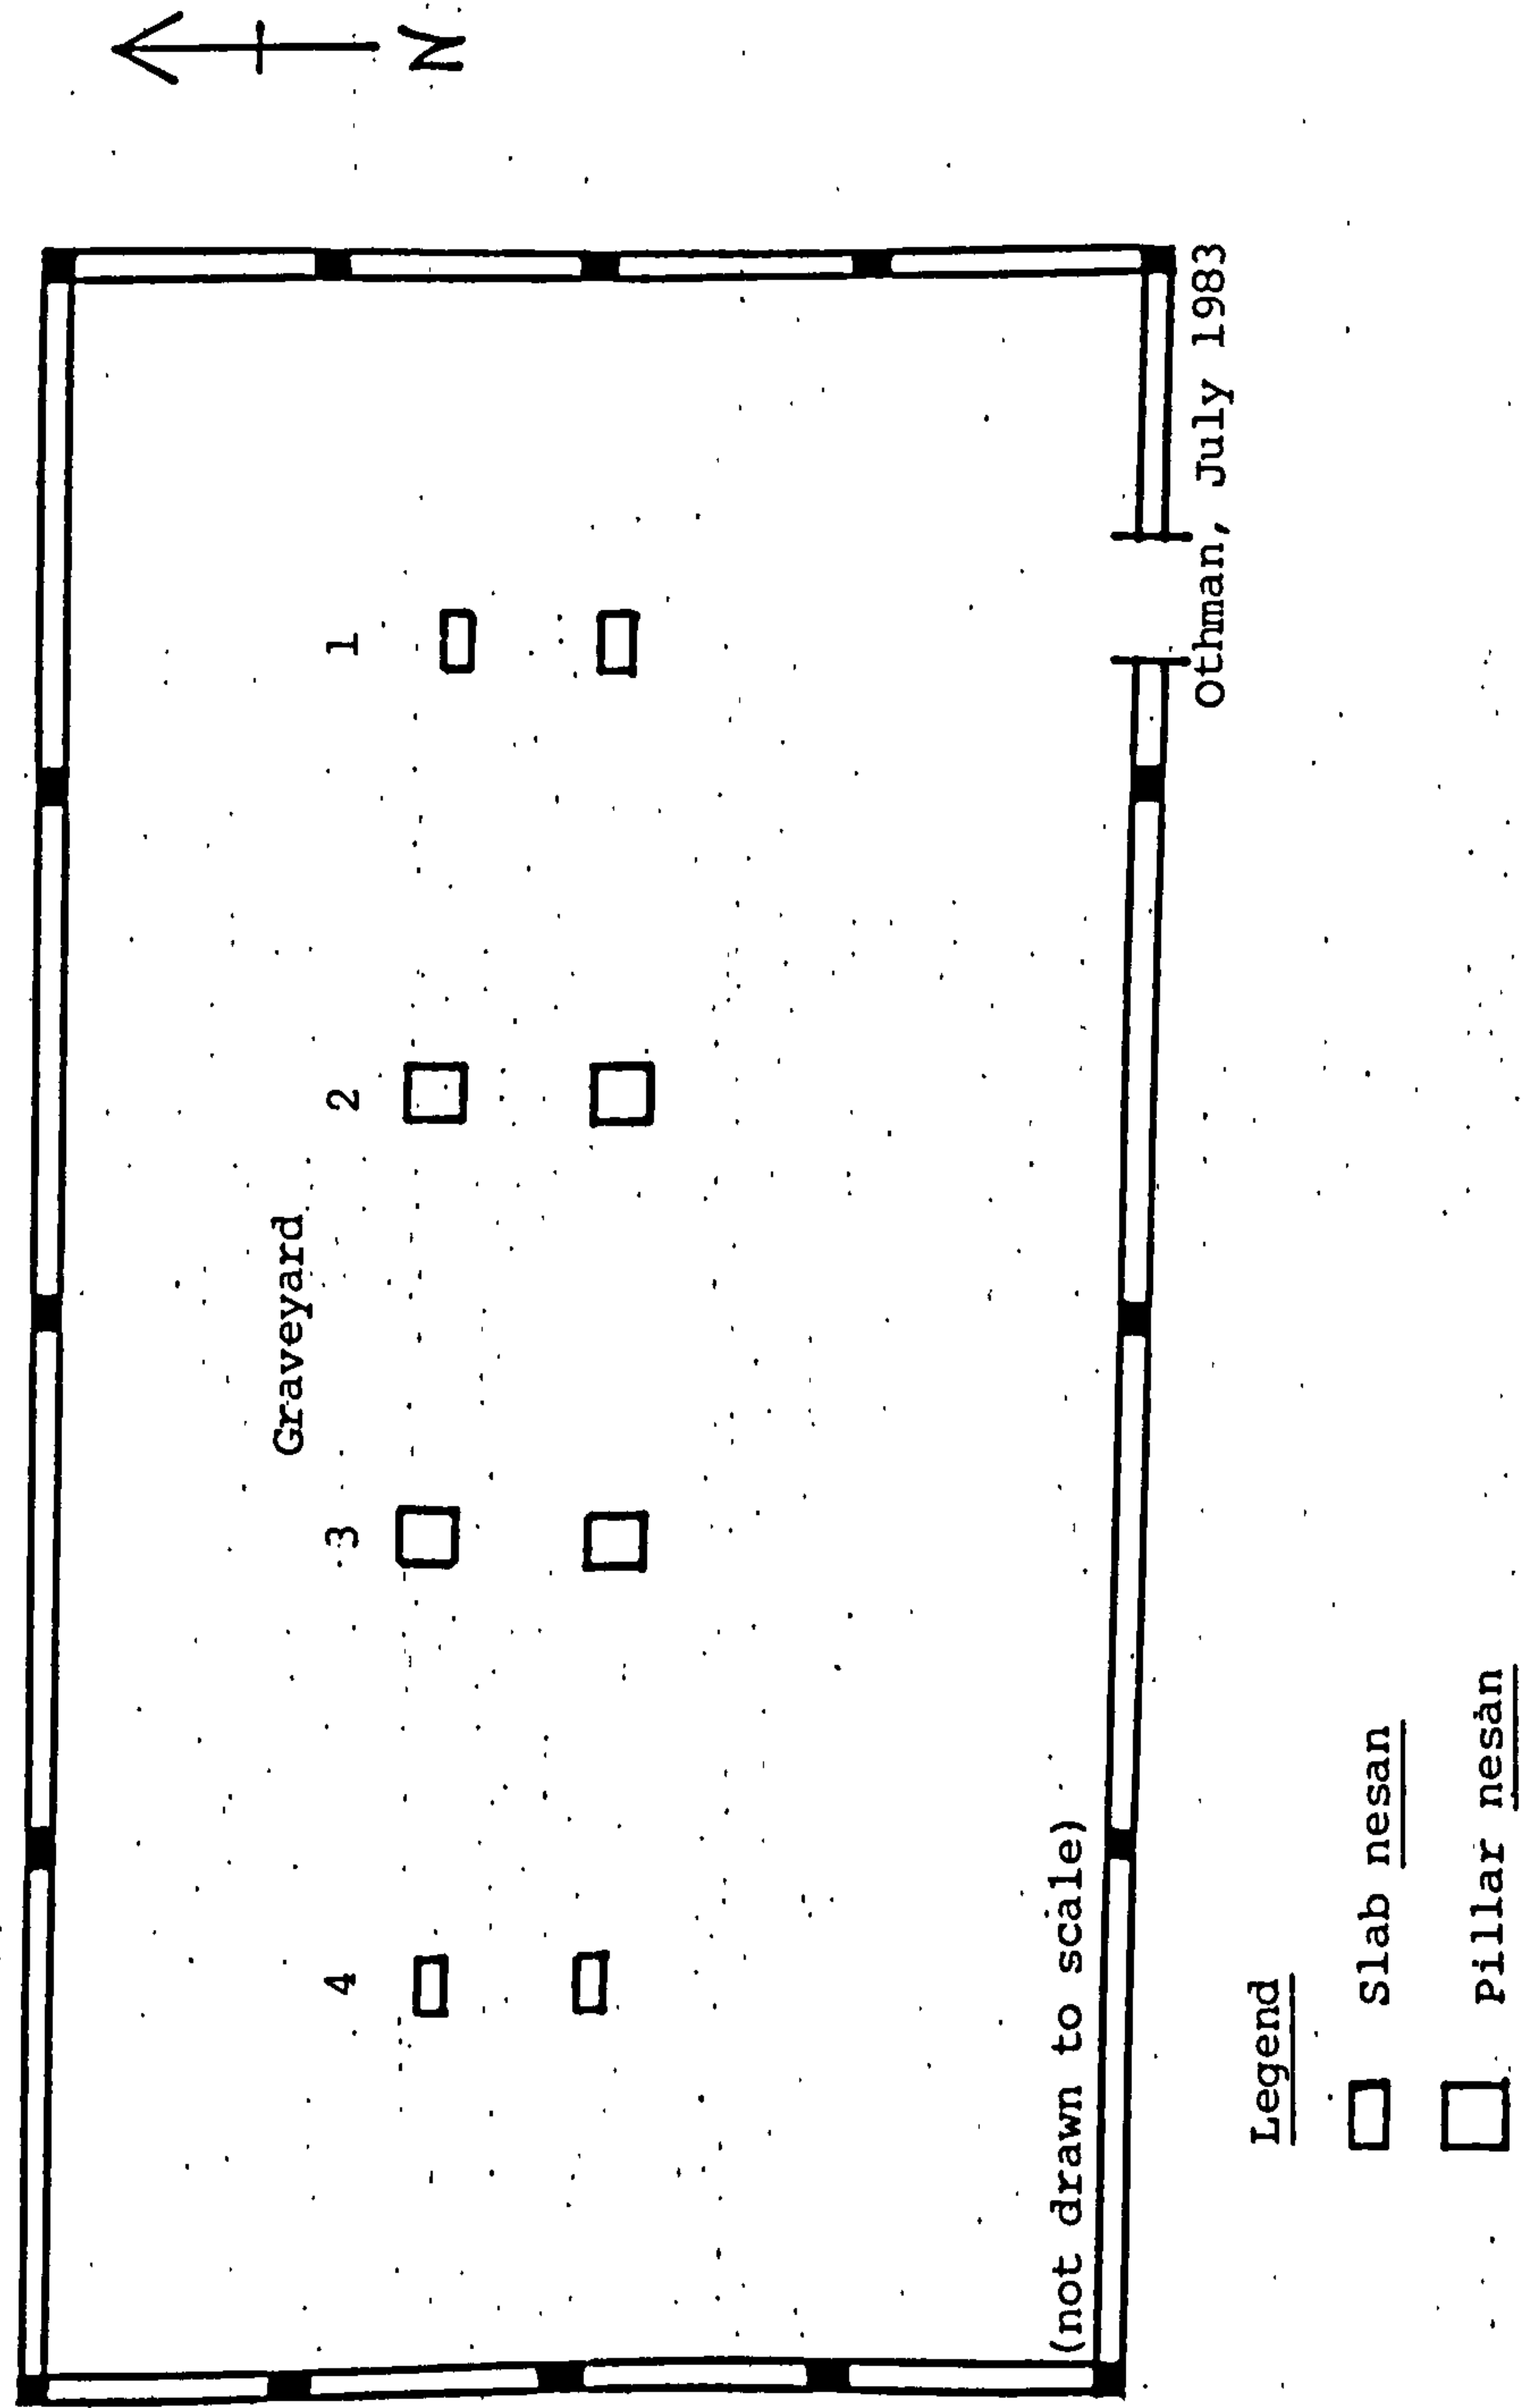 N
Graveyard
4 3 2 1
(not drawn to scale)
Othman, July 1983
Legend
Slab nesan
Pillar nesan